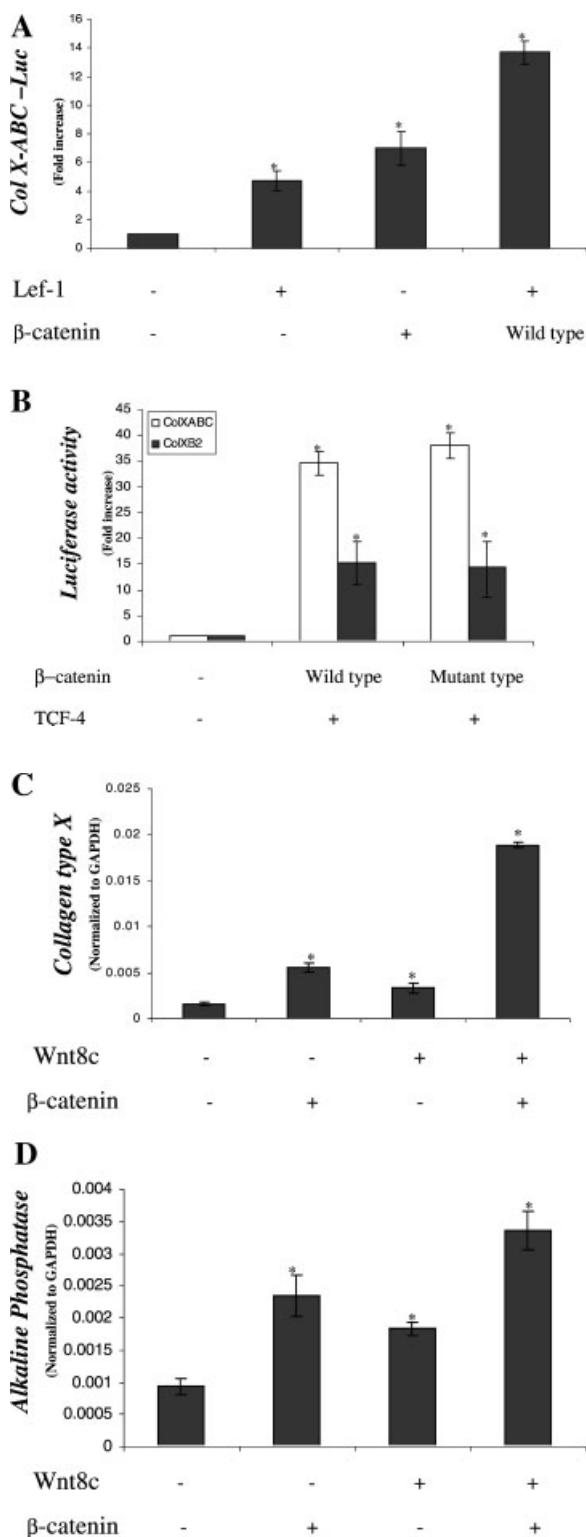 A
Col X-ABC –Luc
(Fold increase)
16
14
12
10
8
6
4
2
0
*
*
*
Lef-1 - + - +
β-catenin - - + Wild type
B
Luciferase activity
(Fold increase)
45
40
35
30
25
20
15
10
5
0
ColXABC
ColXB2
*
*
*
*
β–catenin - Wild type Mutant type
TCF-4 - + +
C
Collagen type X
(Normalized to GAPDH)
0.025
0.02
0.015
0.01
0.005
0
*
*
*
Wnt8c - - + +
β-catenin - + - +
D
Alkaline Phosphatase
(Normalized to GAPDH)
0.004
0.0035
0.003
0.0025
0.002
0.0015
0.001
0.0005
0
*
*
*
Wnt8c - - + +
β-catenin - + - +